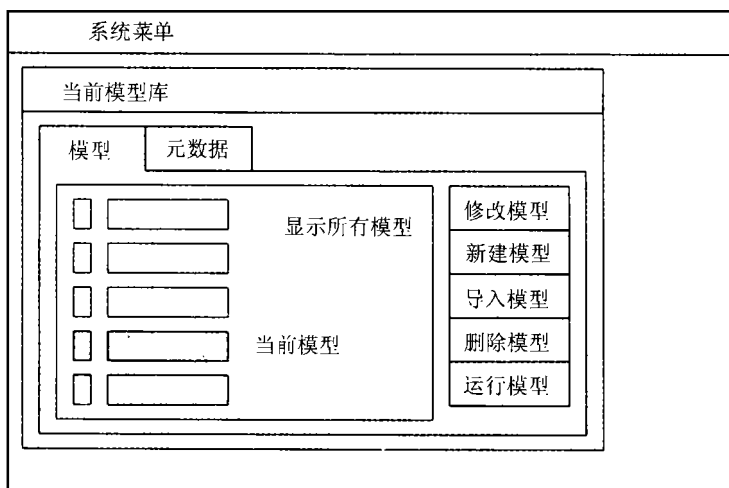 系统菜单
当前模型库
模型
元数据
显示所有模型
当前模型
修改模型
新建模型
导入模型
删除模型
运行模型